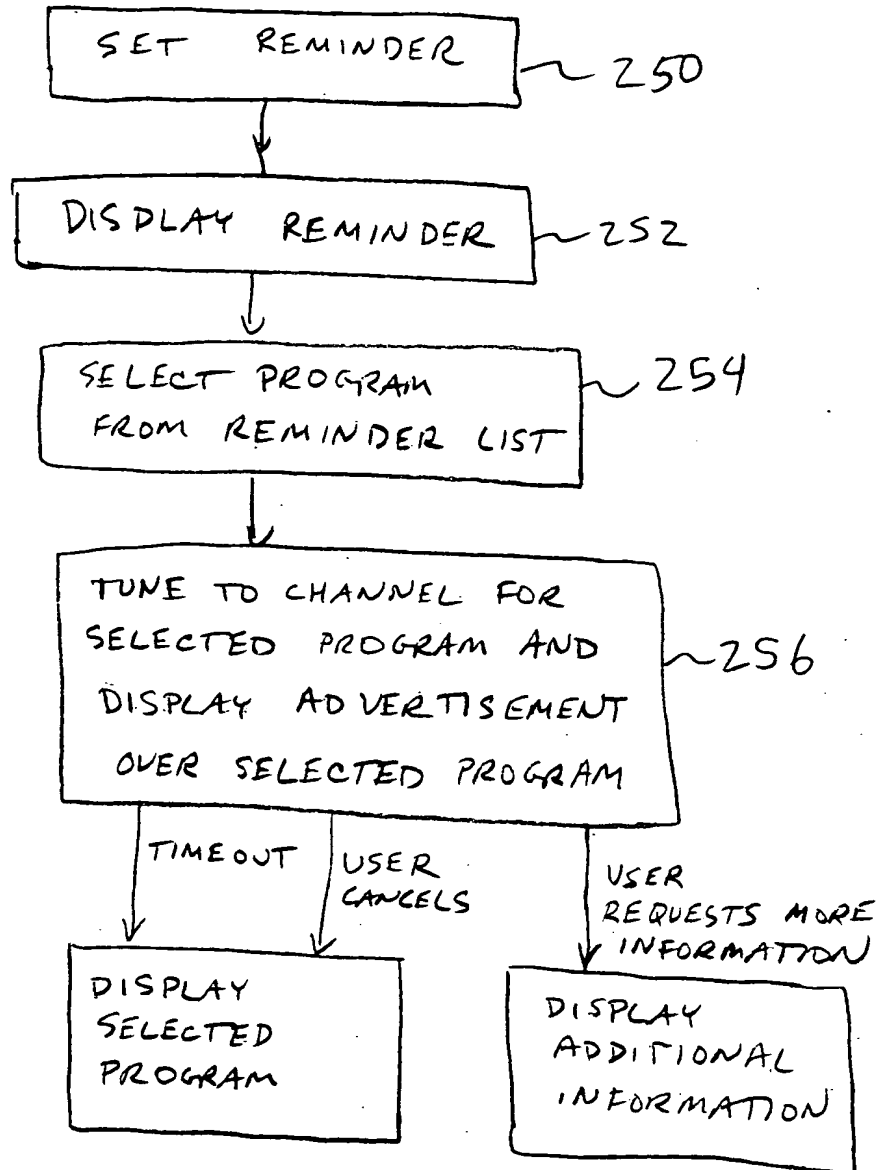 SET REMINDER
250
DISPLAY REMINDER
252
SELECT PROGRAM
FROM REMINDER LIST
254
TUNE TO CHANNEL FOR
SELECTED PROGRAM AND
DISPLAY ADVERTISEMENT
OVER SELECTED PROGRAM
256
TIMEOUT
USER
CANCELS
USER
REQUESTS MORE
INFORMATION
DISPLAY
SELECTED
PROGRAM
DISPLAY
ADDITIONAL
INFORMATION